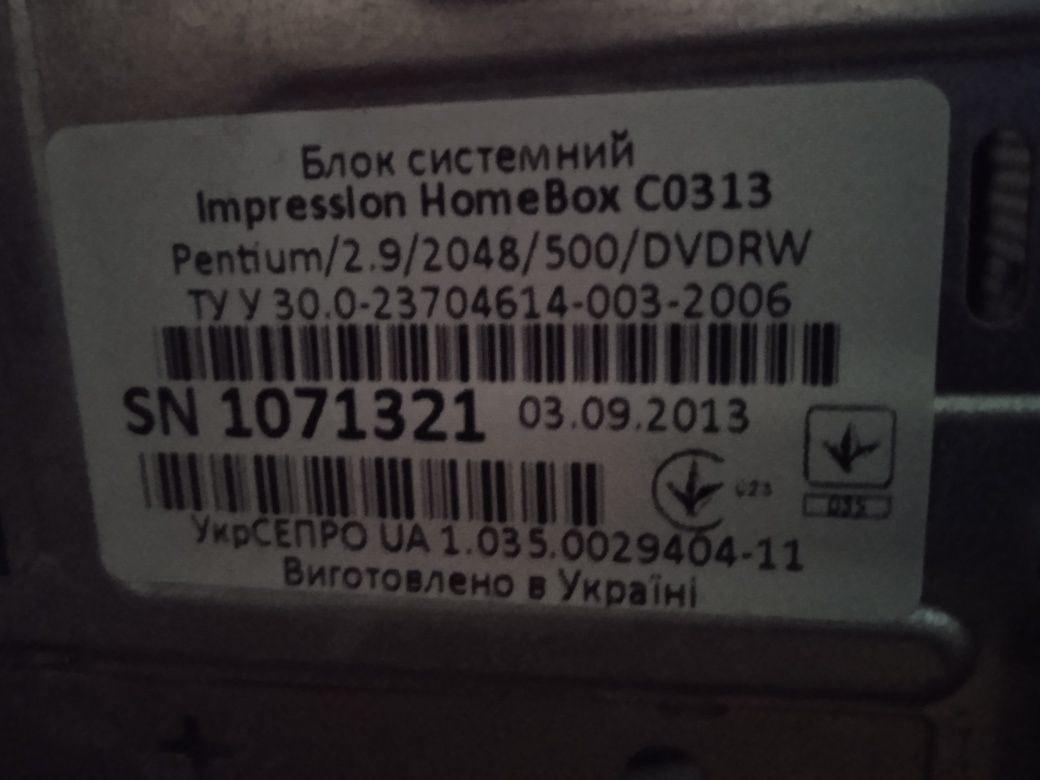 Блок системний
Impression HomeBox C0313
Pentium/2.9/2048/500/DVDRW
ТУ У 30.0-23704614-003-2006
SN 1071321 03.09.2013
035
УкрСЕПРО UA 1.035.0029404-11
Виготовлено в Україні